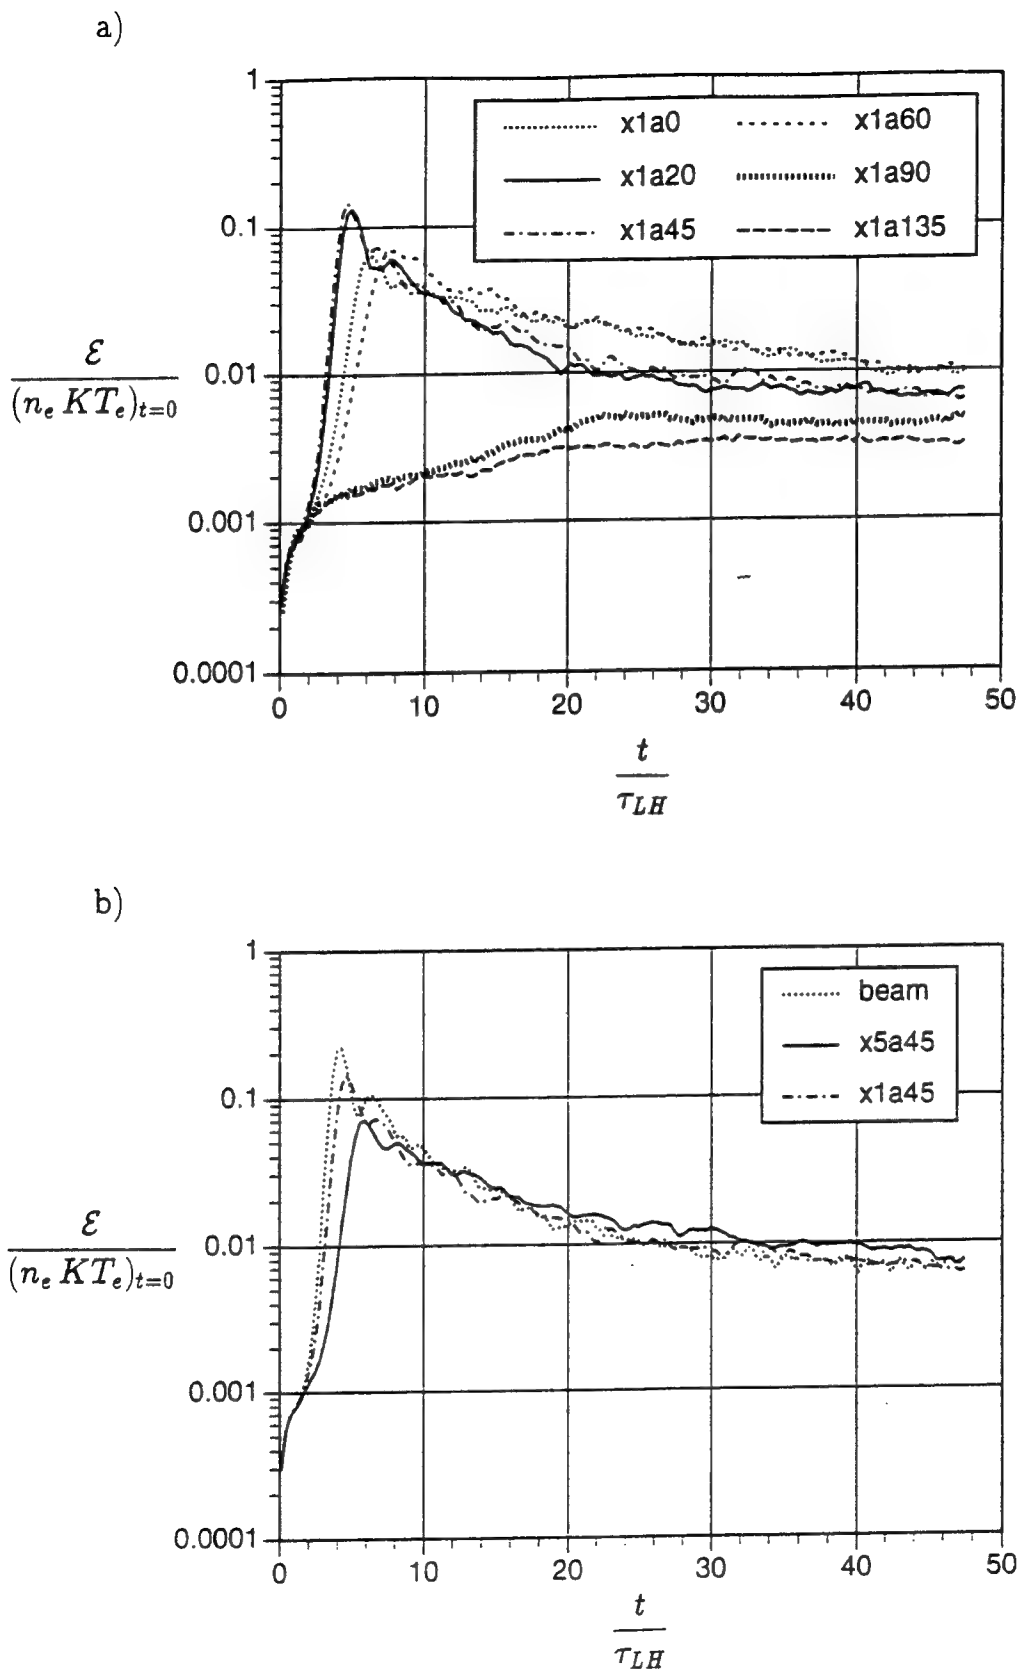 a)
1
0.1
0.01
0.001
0.0001
x1a0
x1a20
x1a45
x1a60
x1a90
x1a135
ℰ
(nₑ KTₑ)ₜ₌₀
0 10 20 30 40 50
t
τ_LH
b)
1
0.1
0.01
0.001
0.0001
beam
x5a45
x1a45
ℰ
(nₑ KTₑ)ₜ₌₀
0 10 20 30 40 50
t
τ_LH